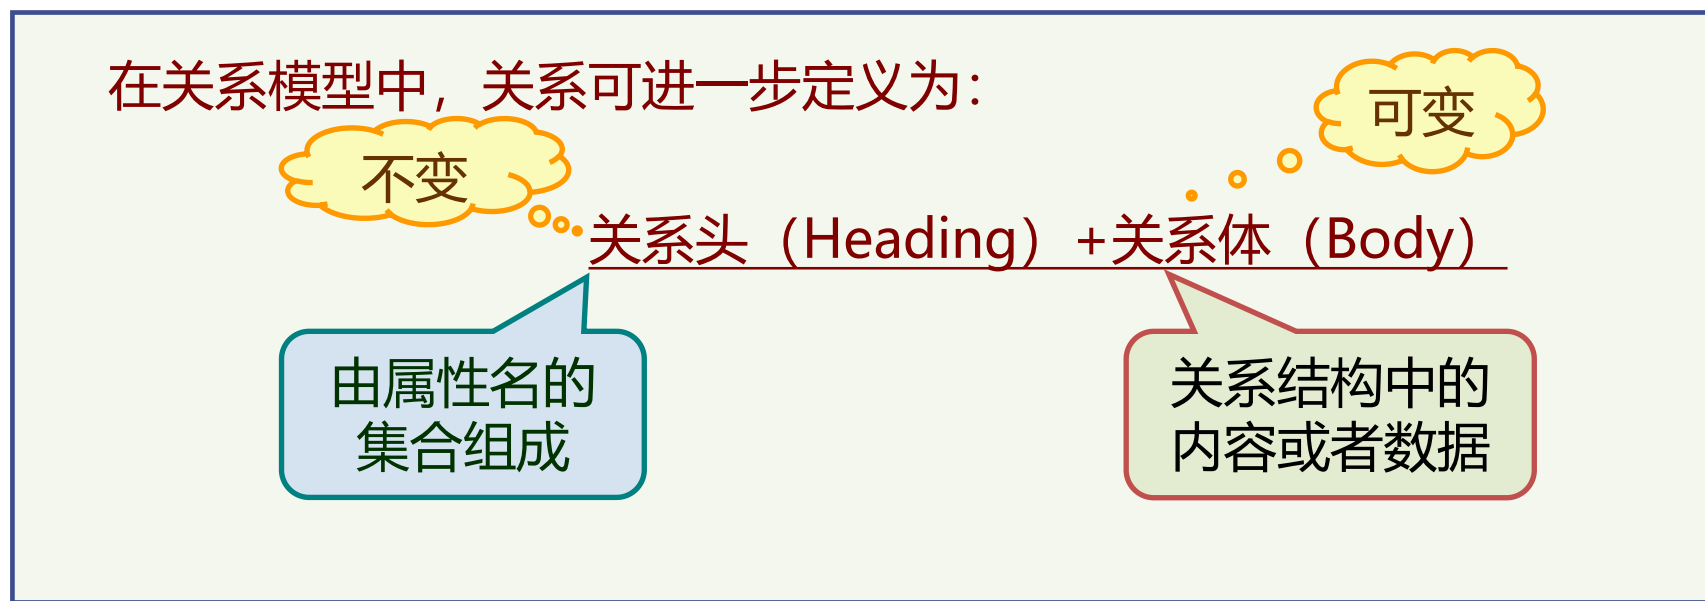 在关系模型中，关系可进一步定义为：
不变
可变
关系头（Heading）+关系体（Body）
由属性名的
集合组成
关系结构中的
内容或者数据